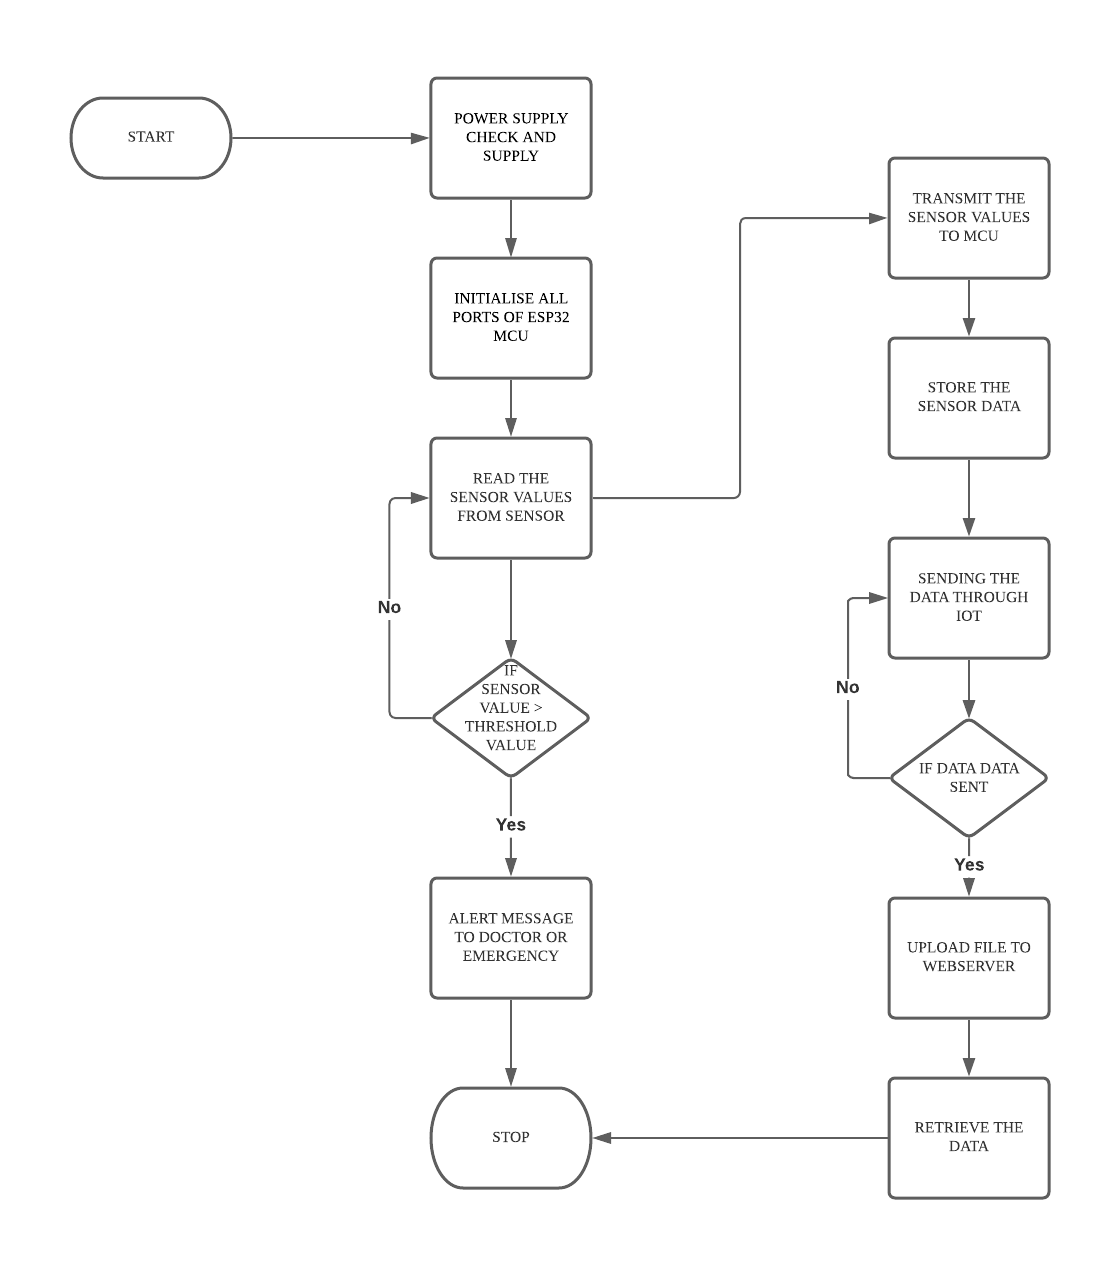 START
POWER SUPPLY
CHECK AND
SUPPLY
INITIALISE ALL
PORTS OF ESP32
MCU
READ THE
SENSOR VALUES
FROM SENSOR
No
IF
SENSOR
VALUE >
THRESHOLD
VALUE
Yes
ALERT MESSAGE
TO DOCTOR OR
EMERGENCY
STOP
TRANSMIT THE
SENSOR VALUES
TO MCU
STORE THE
SENSOR DATA
SENDING THE
DATA THROUGH
IOT
No
IF DATA DATA
SENT
Yes
UPLOAD FILE TO
WEBSERVER
RETRIEVE THE
DATA